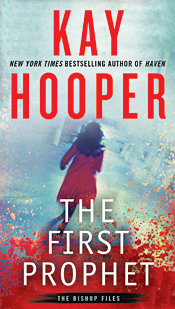 KAY
HOOPER
NEW YORK TIMES BESTSELLING AUTHOR OF HAVEN
THE
FIRST
PROPHET
THE BISHOP FILES